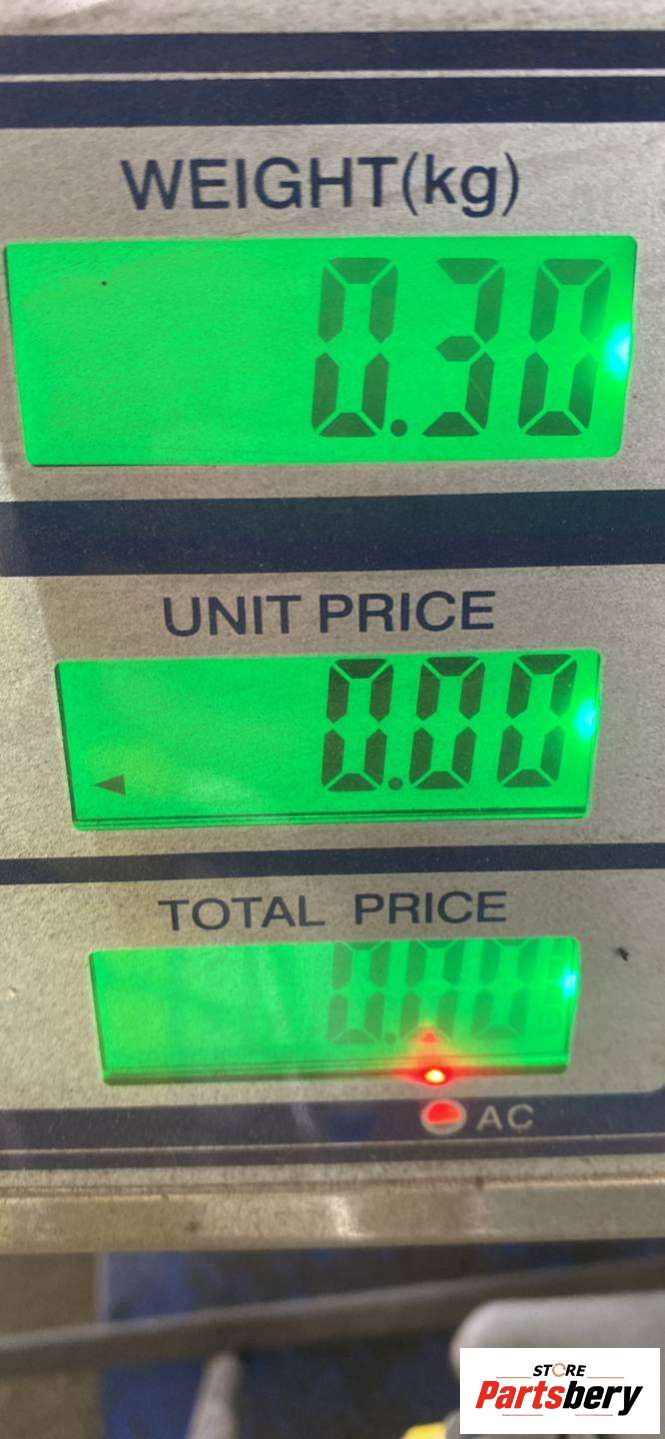 WEIGHT(kg)
0.30
UNIT PRICE
0.00
TOTAL PRICE
0.00
AC
STORE
Partsbery